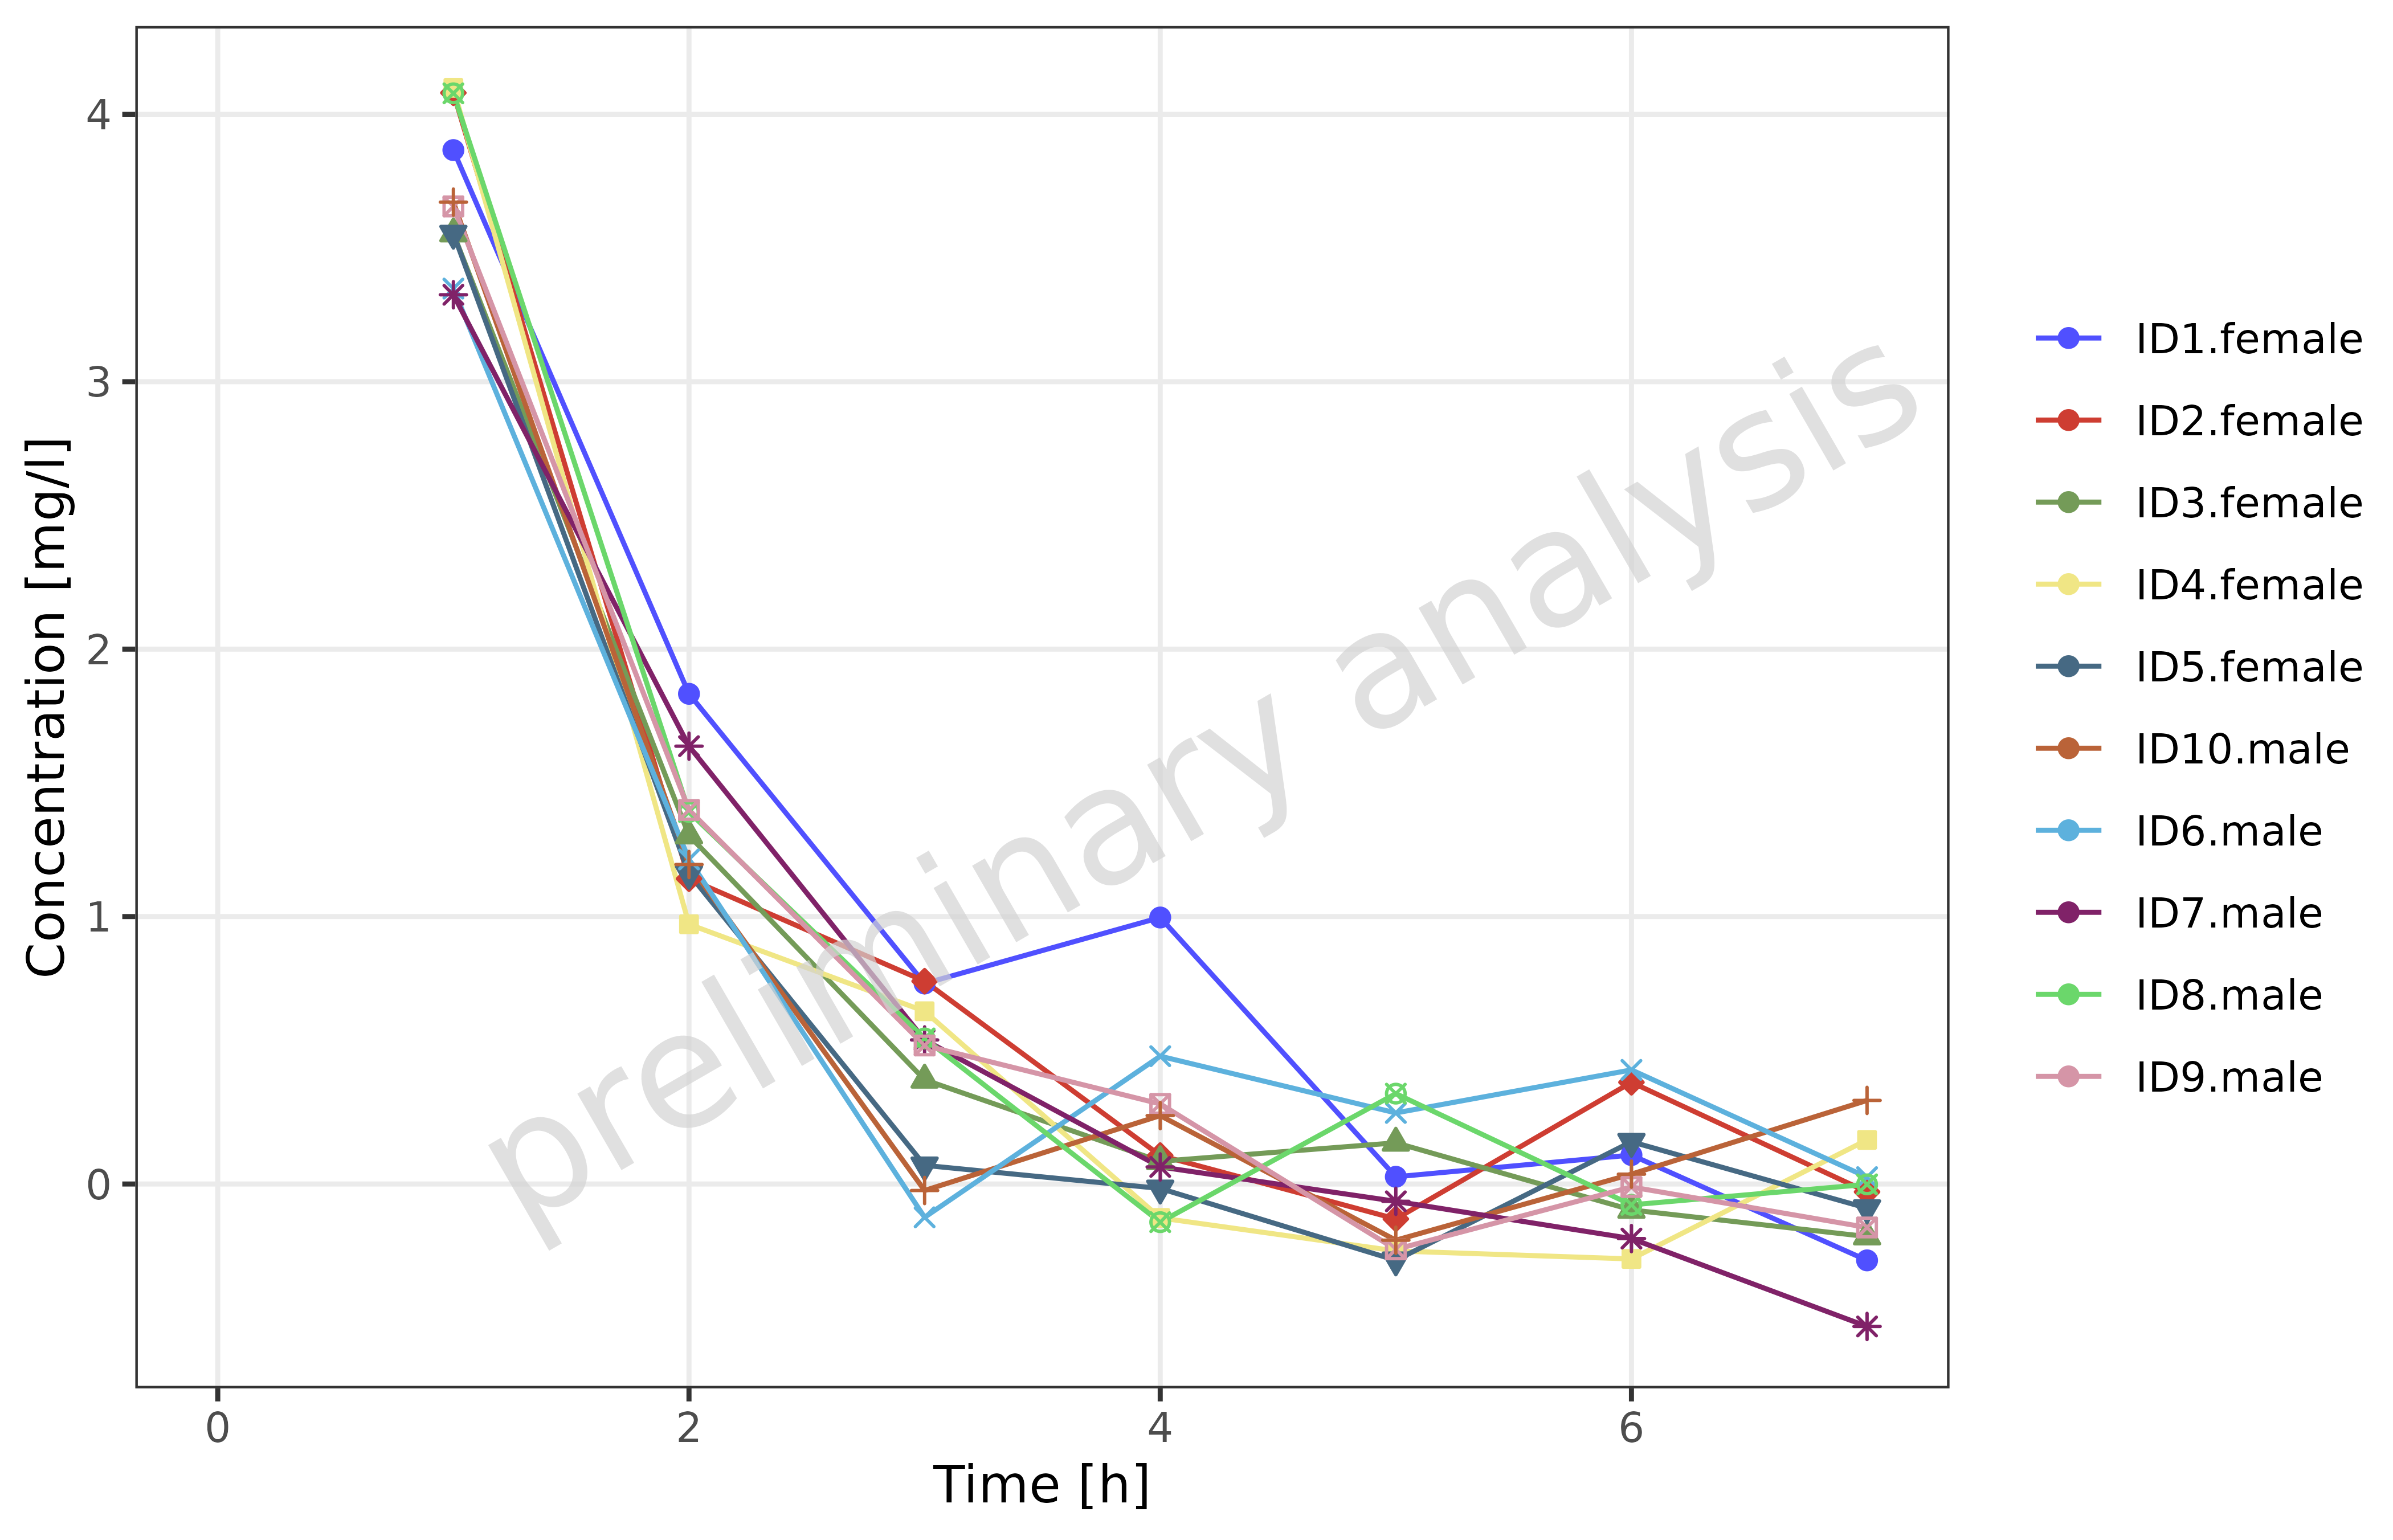 4
3
2
1
0
0
2
4
6
Time [h]
Concentration [mg/l]
preliminary analysis
ID1.female
ID2.female
ID3.female
ID4.female
ID5.female
ID10.male
ID6.male
ID7.male
ID8.male
ID9.male